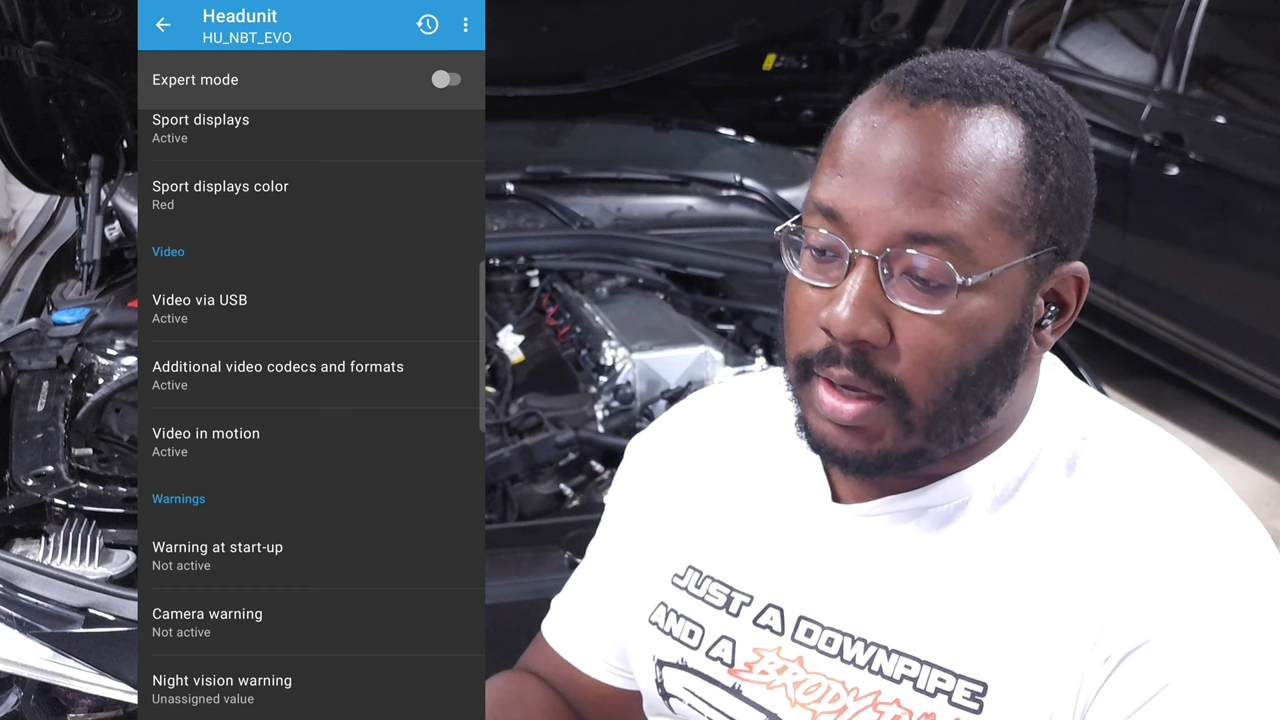 Headunit
HU_NBT_EVO
Expert mode
Sport displays
Active
Sport displays color
Red
Video
Video via USB
Active
Additional video codecs and formats
Active
Video in motion
Active
Warnings
Warning at start-up
Not active
Camera warning
Not active
Night vision warning
Unassigned value
JUST A DOWNPIPE
AND A BRODY